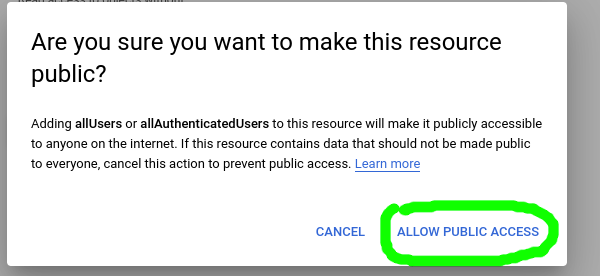 Are you sure you want to make this resource
public?
Adding allUsers or allAuthenticatedUsers to this resource will make it publicly accessible
to anyone on the internet. If this resource contains data that should not be made public
to everyone, cancel this action to prevent public access. Learn more
CANCEL ALLOW PUBLIC ACCESS